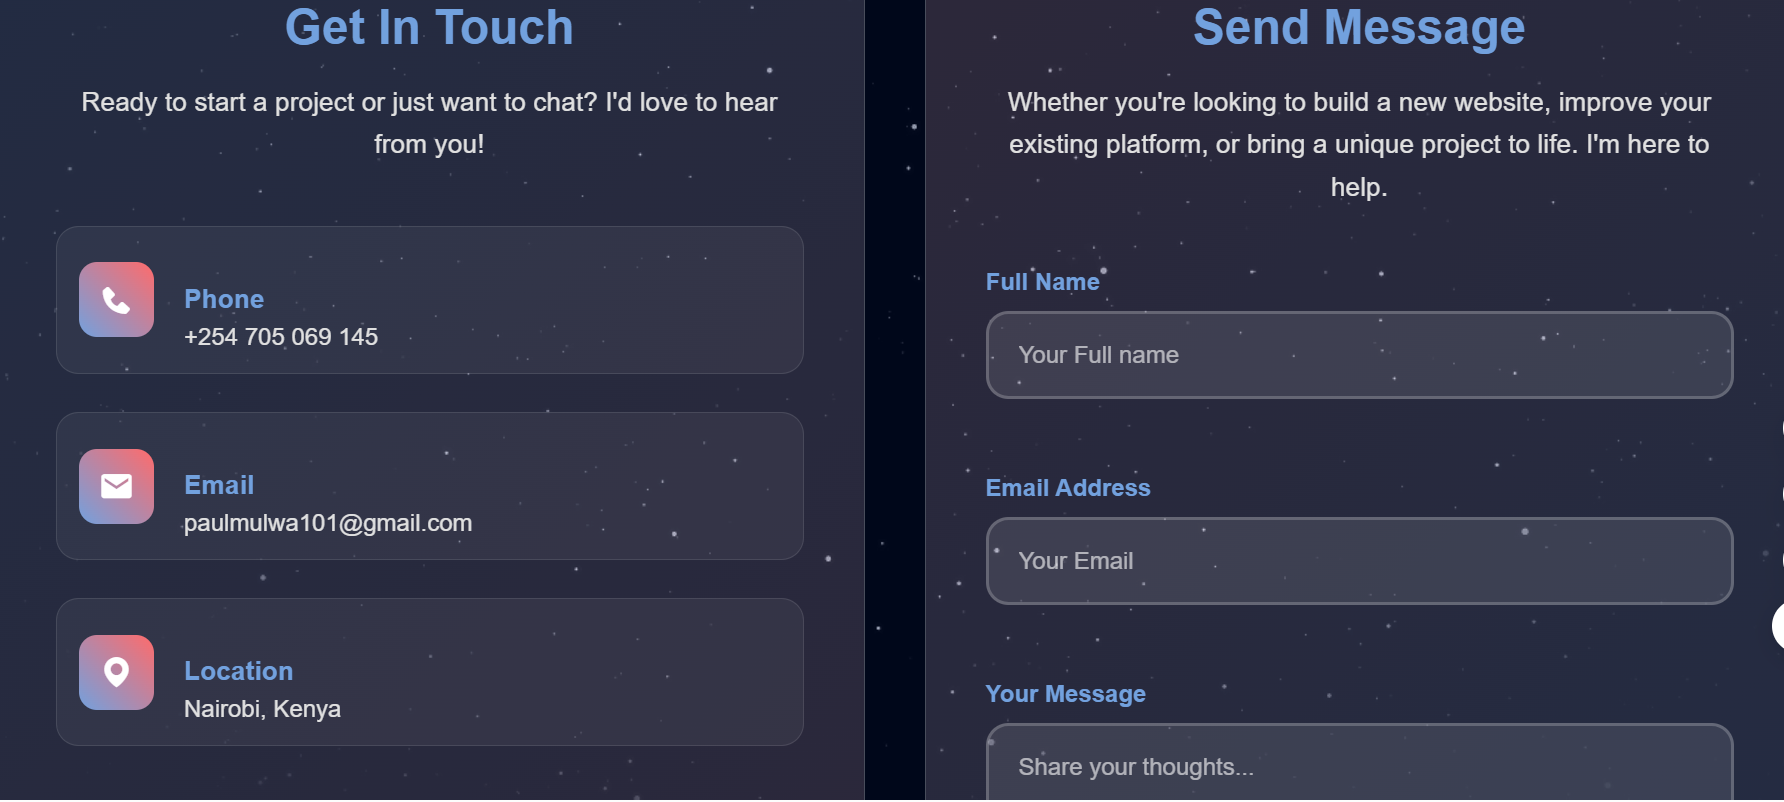 Get In Touch
Ready to start a project or just want to chat? I'd love to hear
from you!
Phone
+254 705 069 145
Email
paulmulwa101@gmail.com
Location
Nairobi, Kenya
Send Message
Whether you're looking to build a new website, improve your
existing platform, or bring a unique project to life. I'm here to
help.
Full Name
Your Full name
Email Address
Your Email
Your Message
Share your thoughts...